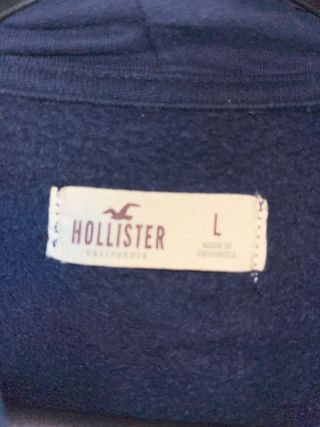 HOLLISTER
CALIFORNIA
L
MADE IN
INDONESIA